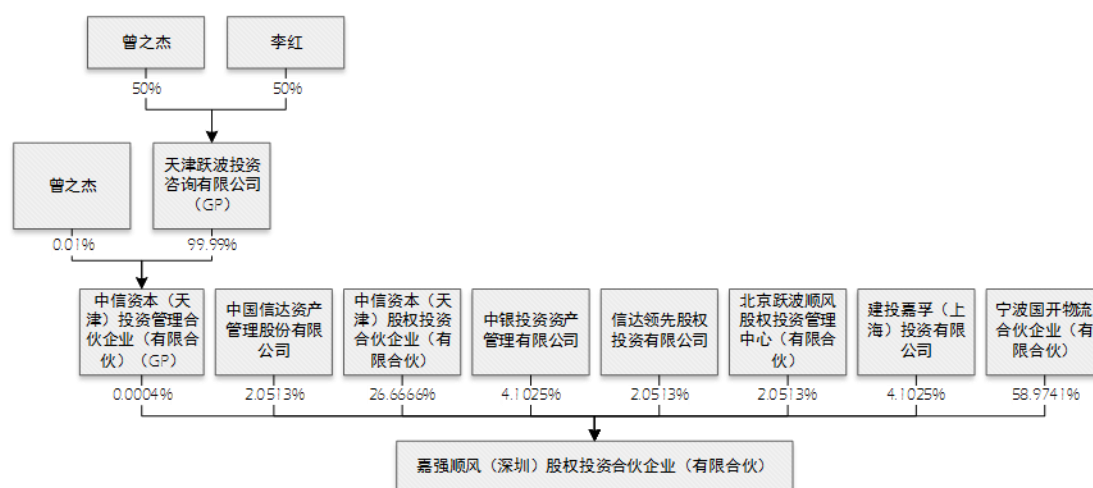 曾之杰
李红
50%
50%
曾之杰
天津跃波投资
咨询有限公司
（GP）
0.01%
99.99%
中信资本（天
津）投资管理合
伙企业（有限合
伙）（GP）
中国信达资产
管理股份有限
公司
中信资本（天
津）股权投资
合伙企业（有
限合伙）
中银投资资产
管理有限公司
信达领先股权
投资有限公司
北京跃波顺风
股权投资管理
中心（有限合
伙）
建投嘉孚（上
海）投资有限
公司
宁波国开物流
合伙企业（有
限合伙）
0.0004%
2.0513%
26.6666%
4.1025%
2.0513%
2.0513%
4.1025%
58.9741%
嘉强顺风（深圳）股权投资合伙企业（有限合伙）